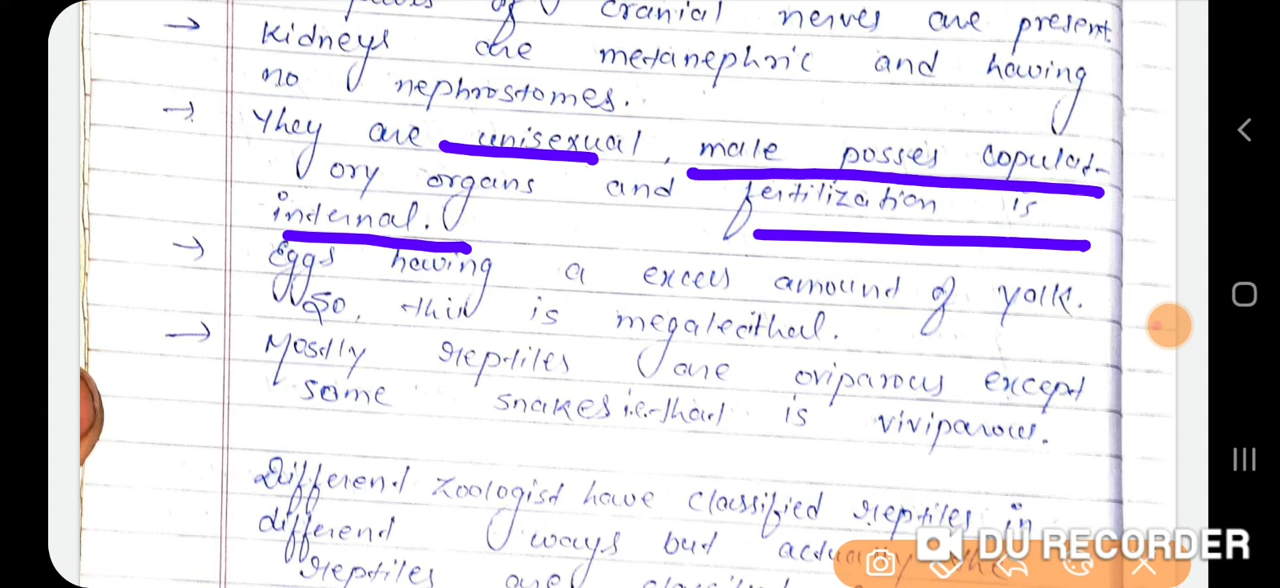 cranial nerves are present.
→ Kidneys are metanephric and having
no nephrostomes.
→ They are unisexual, male posses copulat-
ory organs and fertilization is
internal.
→ Eggs having a excess amount of yolk.
So, this is megalecithal.
→ Mostly reptiles are oviparous except
some snakes i.e. that is viviparous.
Different zoologist have classified reptiles in
different ways but
reptiles are
DU RECORDER